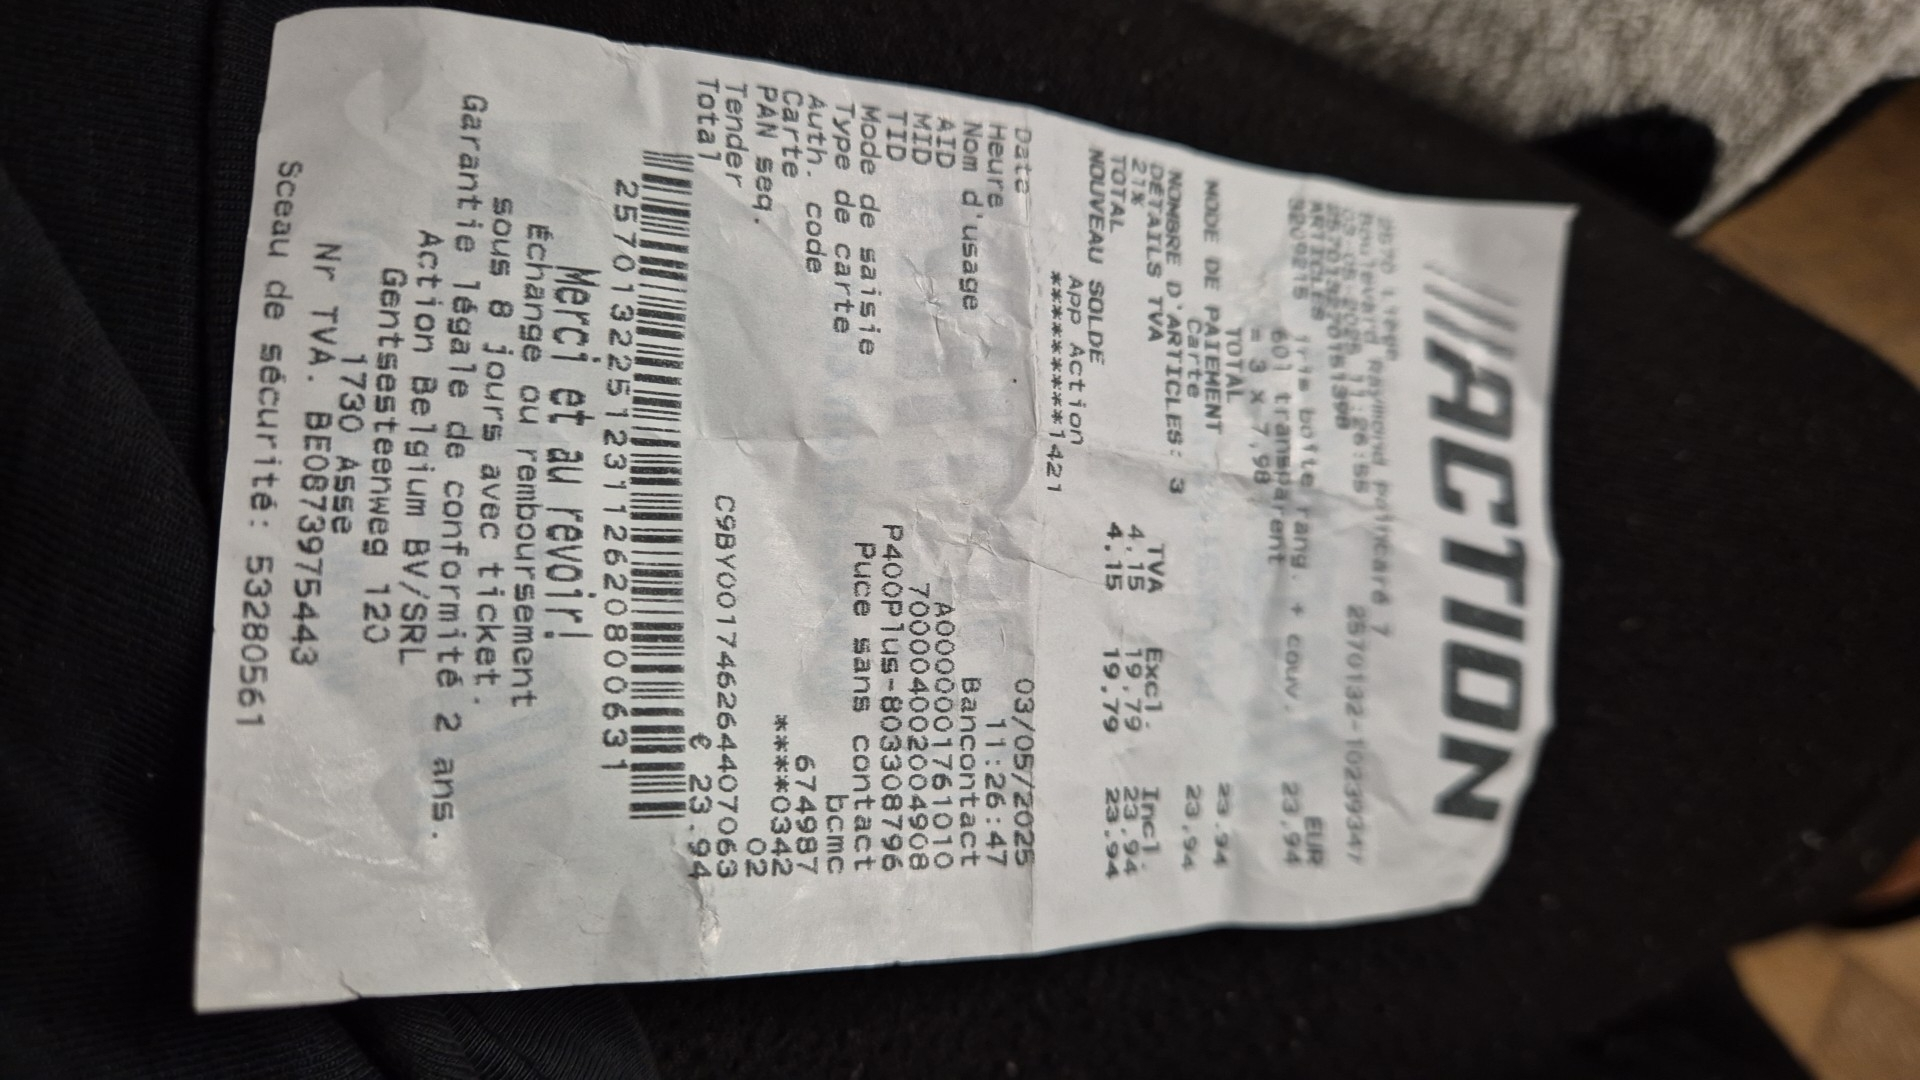 ACTION
2570 Liège
Boulevard Raymond Poincaré 7
03-05-2025 11:26:55 2570132-10239347
ARTICLES EUR
iris boîte rang. + couv. 23,94
60l transparent
= 3 x 7,98
TOTAL 23.94
MODE DE PAIEMENT
Carte 23,94
NOMBRE D'ARTICLES: 3
DÉTAILS TVA TVA Excl. Incl.
21% 4.15 19.79 23.94
TOTAL 4.15 19.79 23.94
NOUVEAU SOLDE
APP Action
**********1421
Date 03/05/2025
Heure 11:26:47
Nom d'usage Bancontact
AID A0000001761010
MID 70000400200 4908
TID P400Plus-803308796
Mode de saisie Puce sans contact
Type de carte bcmc
Auth. code 674987
Carte *****0342
PAN seq. 02
Tender C9BY001746264407063
Total € 23.94
257013225123112620800631
Merci et au revoir!
Échange ou remboursement
sous 8 jours avec ticket.
Garantie légale de conformité 2 ans.
Action Belgium BV/SRL
Gentsesteenweg 120
1730 Asse
Nr TVA. BE0873975443
Sceau de sécurité: 53280561